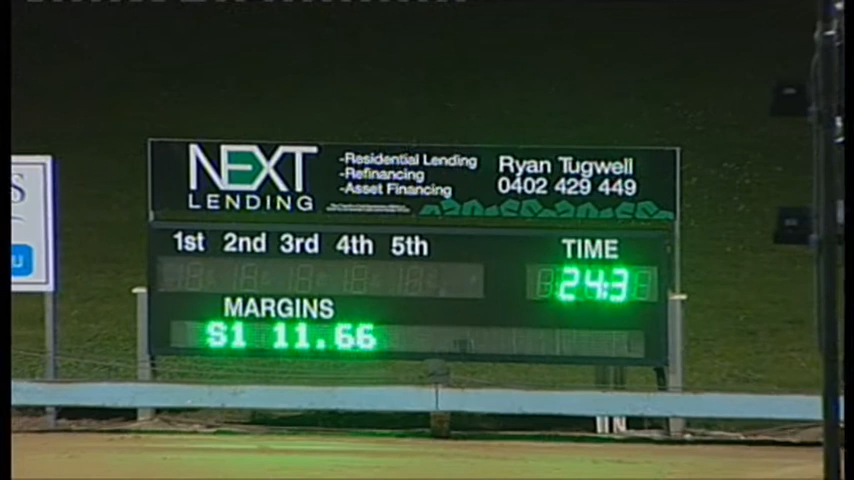 NEXT
LENDING
-Residential Lending
-Refinancing
-Asset Financing
Ryan Tugwell
0402 429 449
S
1st 2nd 3rd 4th 5th
TIME
24:3
MARGINS
S1 11.66
IN